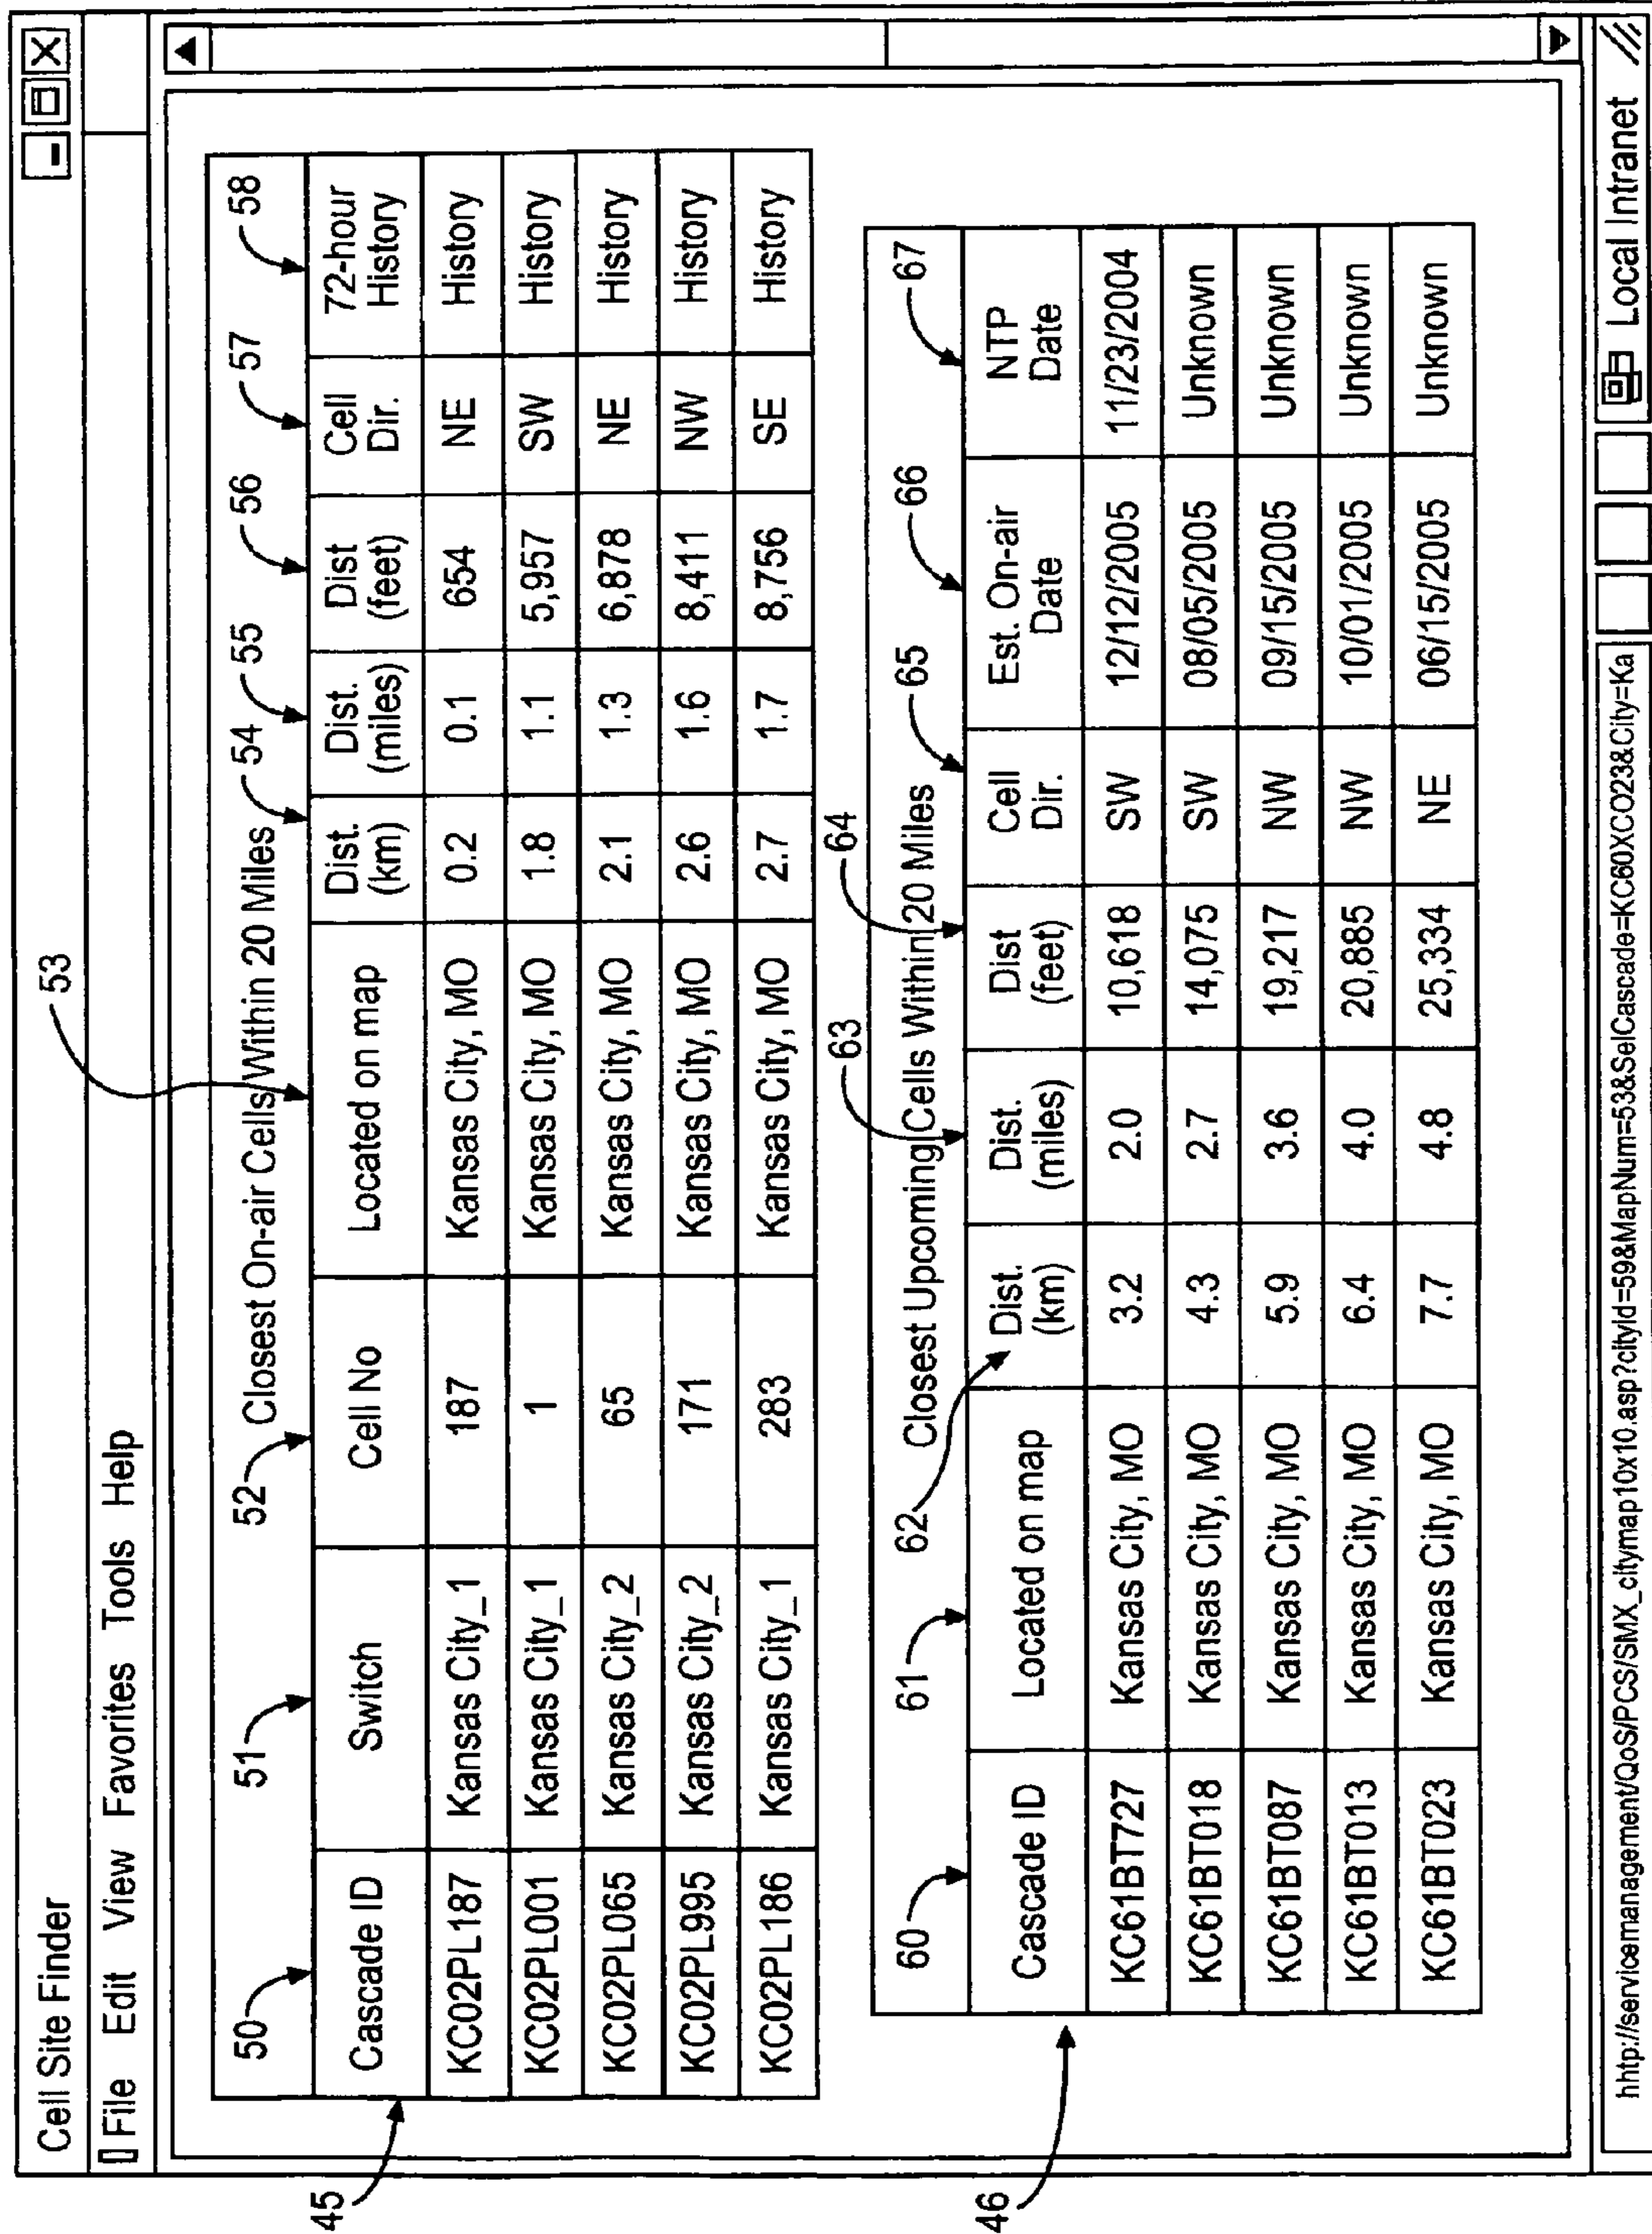 Cell Site Finder
[] File Edit View Favorites Tools Help
53
Closest On-air Cells Within 20 Miles
50 51 52 54 55 56 57 58
Cascade ID Switch Cell No Located on map Dist. (km) Dist. (miles) Dist (feet) Cell Dir. 72-hour History
KC02PL187 Kansas City_1 187 Kansas City, MO 0.2 0.1 654 NE History
KC02PL001 Kansas City_1 1 Kansas City, MO 1.8 1.1 5,957 SW History
KC02PL065 Kansas City_2 65 Kansas City, MO 2.1 1.3 6,878 NE History
KC02PL995 Kansas City_2 171 Kansas City, MO 2.6 1.6 8,411 NW History
KC02PL186 Kansas City_1 283 Kansas City, MO 2.7 1.7 8,756 SE History
45
63 64
Closest Upcoming Cells Within 20 Miles
60 61 62 65 66 67
Cascade ID Located on map Dist. (km) Dist. (miles) Dist (feet) Cell Dir. Est. On-air Date NTP Date
KC61BT727 Kansas City, MO 3.2 2.0 10,618 SW 12/12/2005 11/23/2004
KC61BT018 Kansas City, MO 4.3 2.7 14,075 SW 08/05/2005 Unknown
KC61BT087 Kansas City, MO 5.9 3.6 19,217 NW 09/15/2005 Unknown
KC61BT013 Kansas City, MO 6.4 4.0 20,885 NW 10/01/2005 Unknown
KC61BT023 Kansas City, MO 7.7 4.8 25,334 NE 06/15/2005 Unknown
46
hhtp://servicemanagement/QoS/PCS/SMX_citymap10x10.asp?cityId=59&MapNum=53&SelCascade=KC60XC023&City=Ka Local Intranet